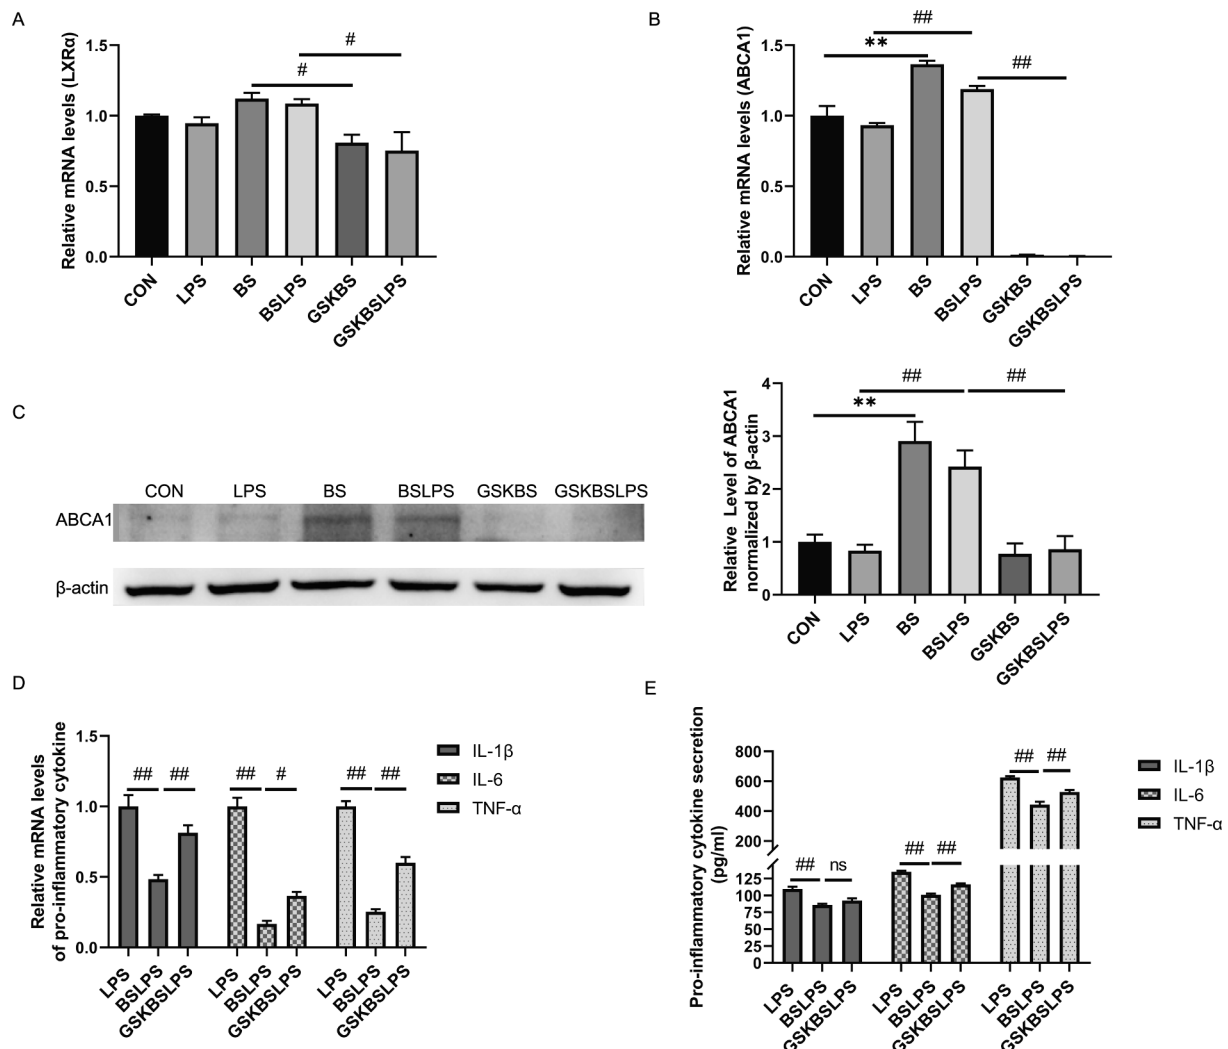 A
Relative mRNA levels (LXRα)
1.5
1.0
0.5
0.0
#
#
CON
LPS
BS
BSLPS
GSKBS
GSKBSLPS
B
Relative mRNA levels (ABCA1)
1.5
1.0
0.5
0.0
##
**
##
CON
LPS
BS
BSLPS
GSKBS
GSKBSLPS
C
CON LPS BS BSLPS GSKBS GSKBSLPS
ABCA1
β-actin
Relative Level of ABCA1
normalized by β-actin
4
3
2
1
0
## ##
**
CON
LPS
BS
BSLPS
GSKBS
GSKBSLPS
D
Relative mRNA levels
of pro-inflammatory cytokine
1.5
1.0
0.5
0.0
## ## ## # ## ##
LPS
BSLPS
GSKBSLPS
LPS
BSLPS
GSKBSLPS
LPS
BSLPS
GSKBSLPS
IL-1β
IL-6
TNF-α
E
Pro-inflammatory cytokine secretion
(pg/ml)
800
600
400
200
125
100
75
50
25
0
## ns ## ## ## ##
LPS
BSLPS
GSKBSLPS
LPS
BSLPS
GSKBSLPS
LPS
BSLPS
GSKBSLPS
IL-1β
IL-6
TNF-α